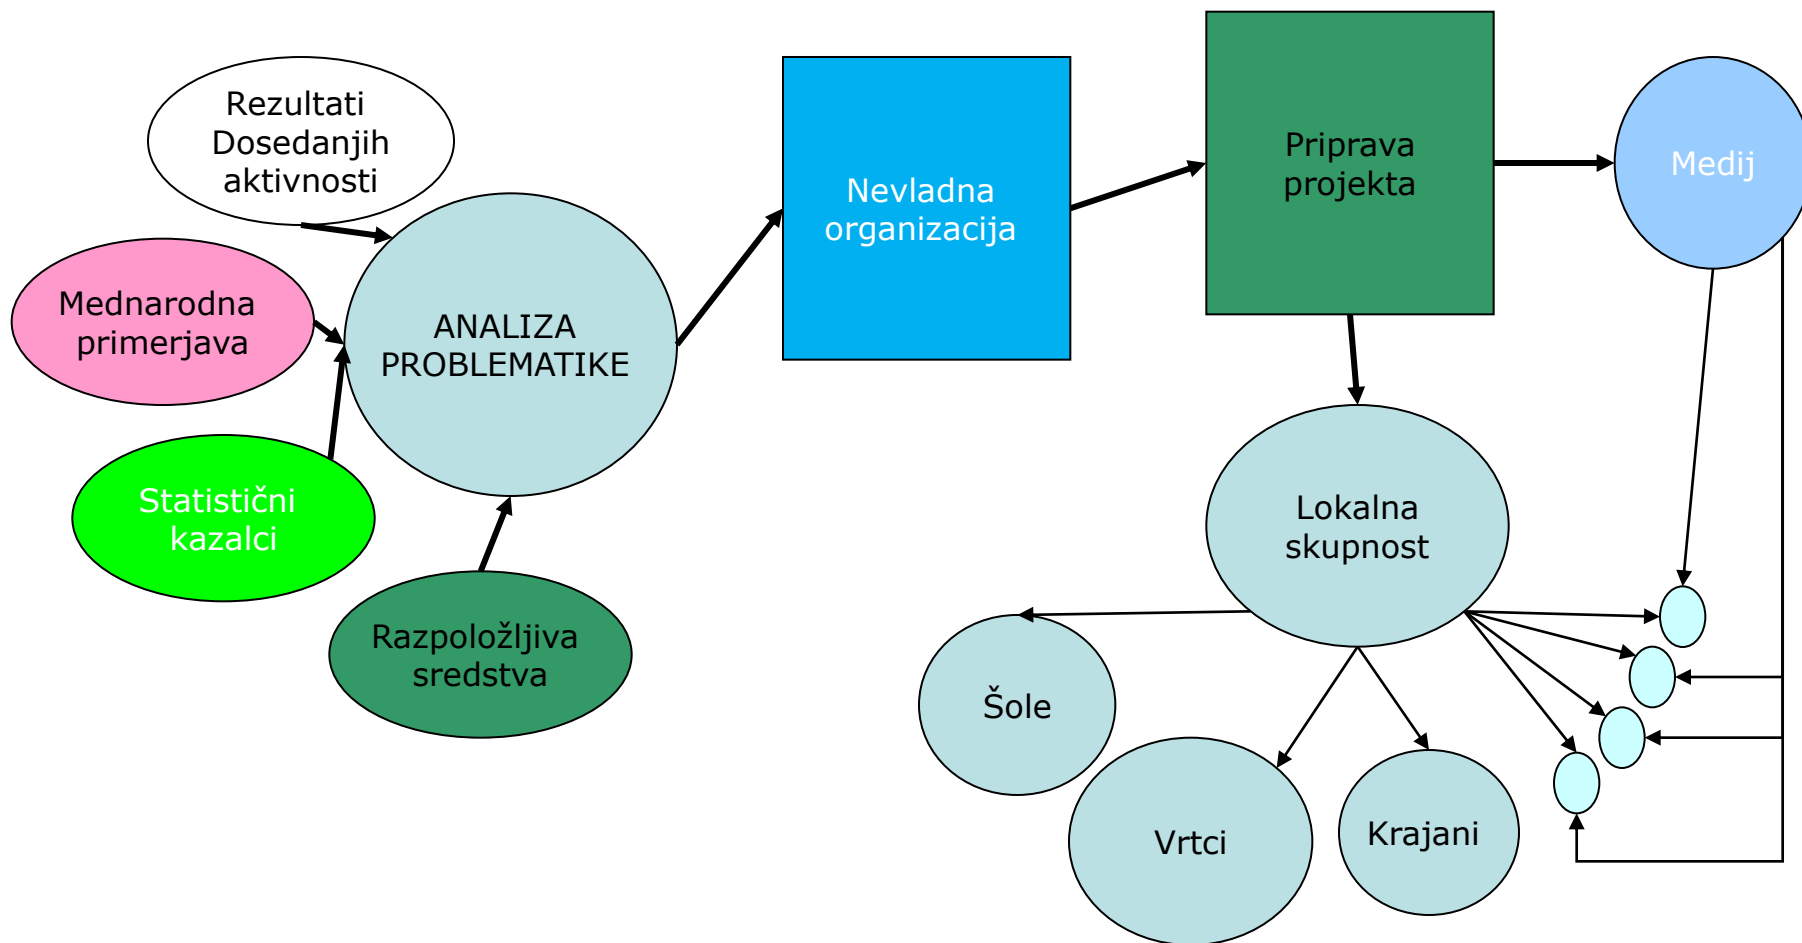 Rezultati
Dosedanjih
aktivnosti
Mednarodna
primerjava
Statistični
kazalci
Razpoložljiva
sredstva
ANALIZA
PROBLEMATIKE
Nevladna
organizacija
Priprava
projekta
Medij
Lokalna
skupnost
Šole
Vrtci
Krajani